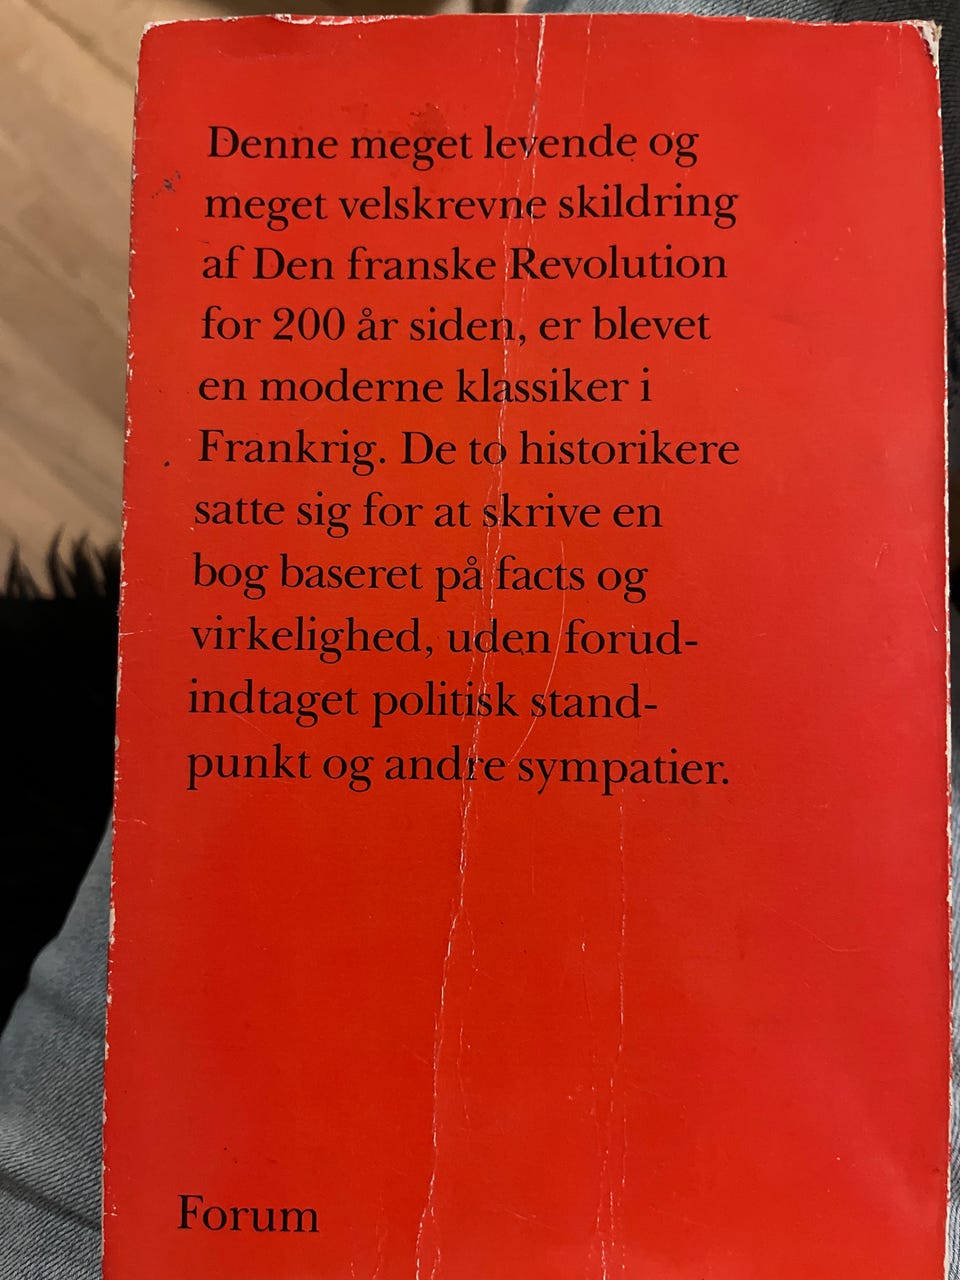 Denne meget levende og
meget velskrevne skildring
af Den franske Revolution
for 200 år siden, er blevet
en moderne klassiker i
Frankrig. De to historikere
satte sig for at skrive en
bog baseret på facts og
virkelighed, uden forud-
indtaget politisk stand-
punkt og andre sympatier.
Forum